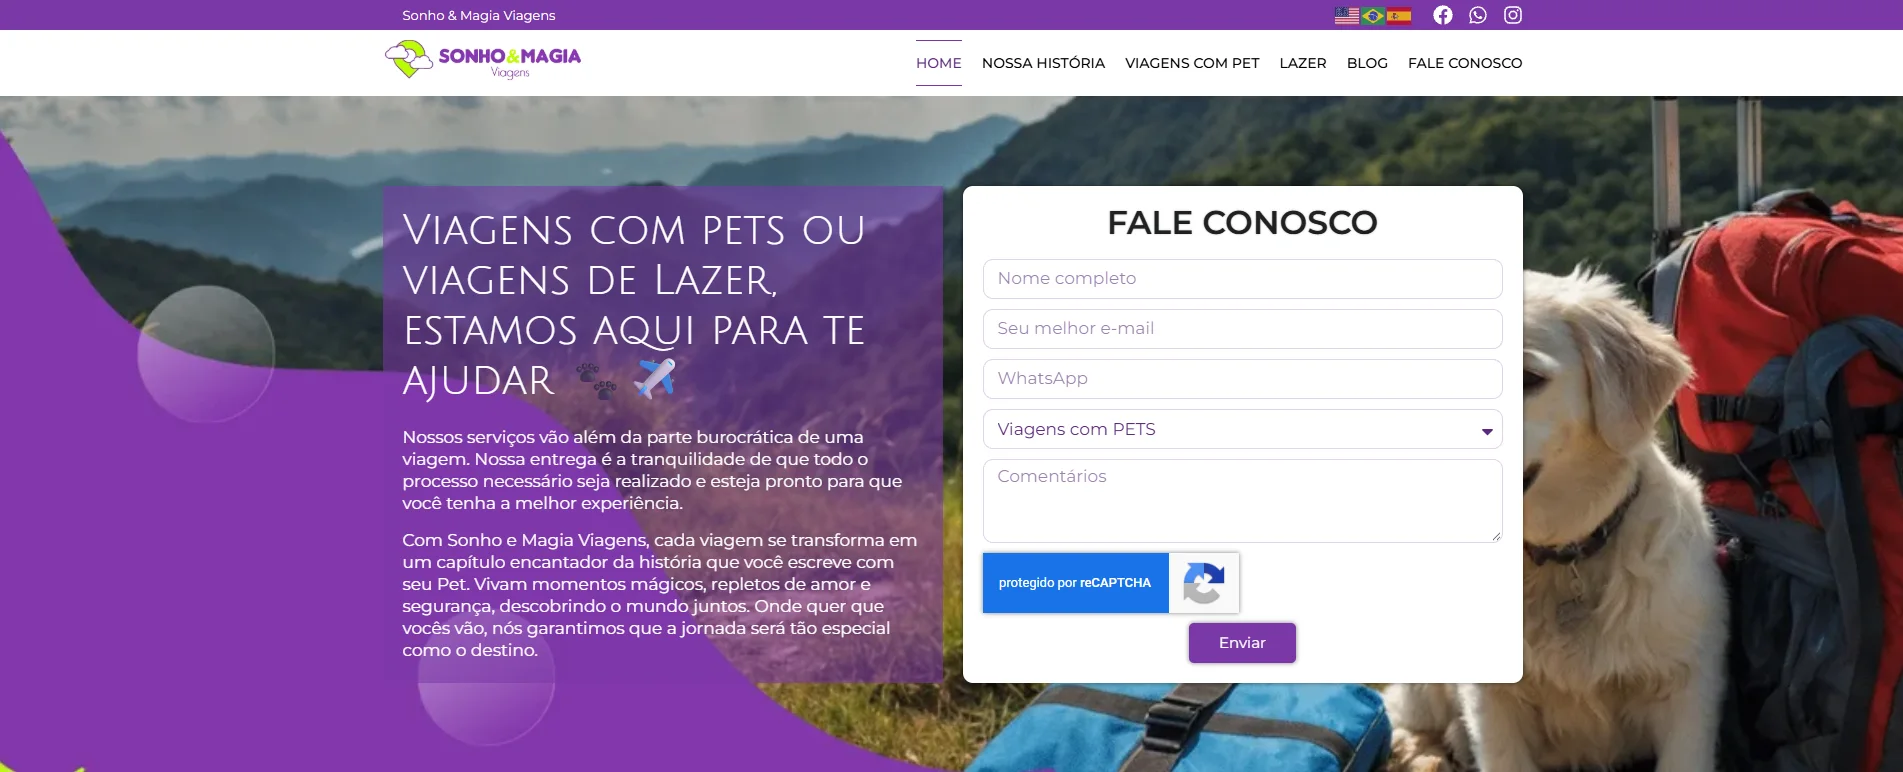 Sonho & Magia Viagens
SONHO&MAGIA
Viagens
HOME NOSSA HISTÓRIA VIAGENS COM PET LAZER BLOG FALE CONOSCO
Viagens com pets ou
viagens de Lazer,
estamos aqui para te
ajudar 🐾 ✈️
Nossos serviços vão além da parte burocrática de uma
viagem. Nossa entrega é a tranquilidade de que todo o
processo necessário seja realizado e esteja pronto para que
você tenha a melhor experiência.
Com Sonho e Magia Viagens, cada viagem se transforma em
um capítulo encantador da história que você escreve com
seu Pet. Vivam momentos mágicos, repletos de amor e
segurança, descobrindo o mundo juntos. Onde quer que
vocês vão, nós garantimos que a jornada será tão especial
como o destino.
FALE CONOSCO
Nome completo
Seu melhor e-mail
WhatsApp
Viagens com PETS
Comentários
protegido por reCAPTCHA
Enviar